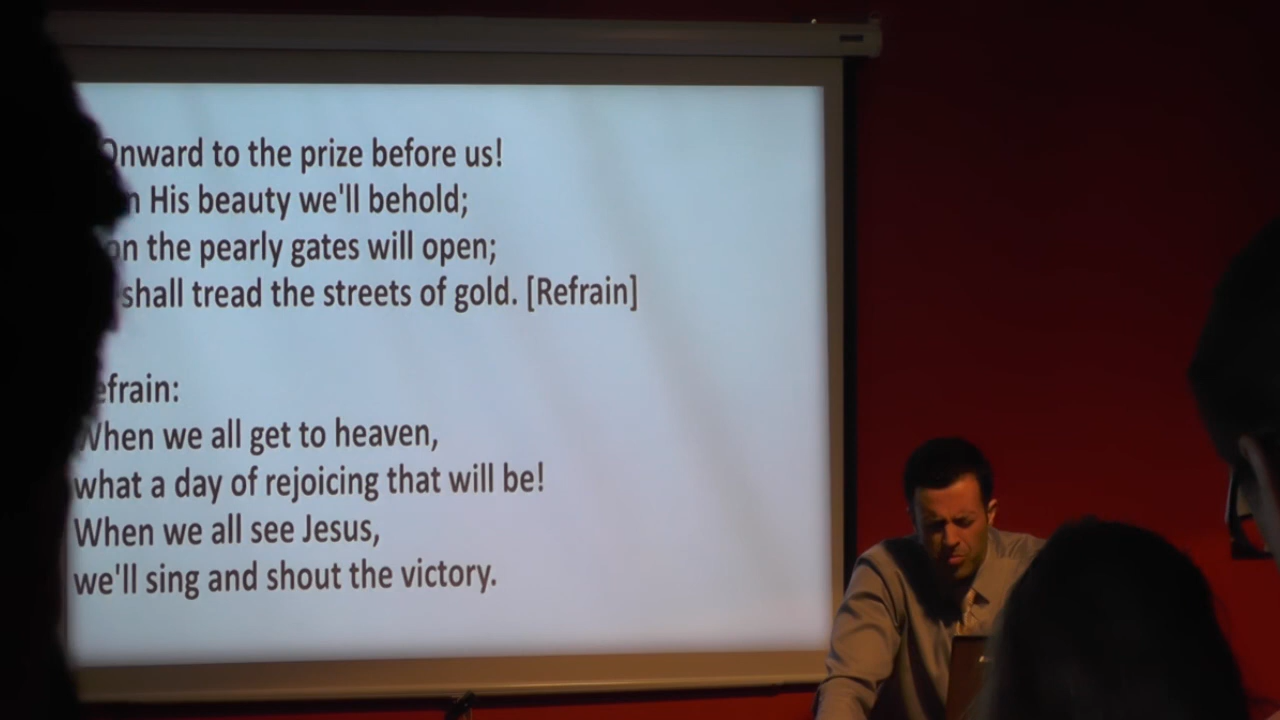 Onward to the prize before us!
His beauty we'll behold;
the pearly gates will open;
shall tread the streets of gold. [Refrain]
Refrain:
When we all get to heaven,
what a day of rejoicing that will be!
When we all see Jesus,
we'll sing and shout the victory.